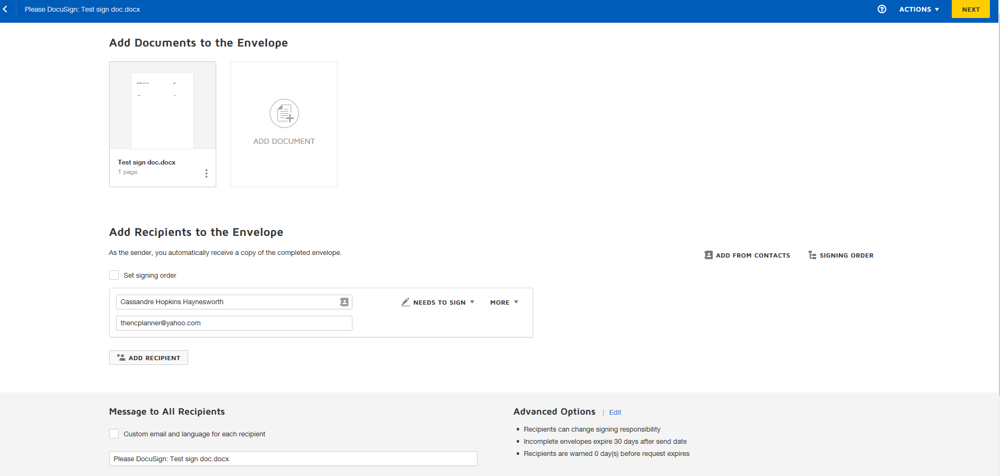 Please DocuSign: Test sign doc.docx
ACTIONS
NEXT
Add Documents to the Envelope
ADD DOCUMENT
Test sign doc.docx
1 page
Add Recipients to the Envelope
As the sender, you automatically receive a copy of the completed envelope.
ADD FROM CONTACTS
SIGNING ORDER
Set signing order
Cassandre Hopkins Haynesworth
NEEDS TO SIGN
MORE
thencplanner@yahoo.com
ADD RECIPIENT
Message to All Recipients
Custom email and language for each recipient
Please DocuSign: Test sign doc.docx
Advanced Options | Edit
• Recipients can change signing responsibility
• Incomplete envelopes expire 30 days after send date
• Recipients are warned 0 day(s) before request expires